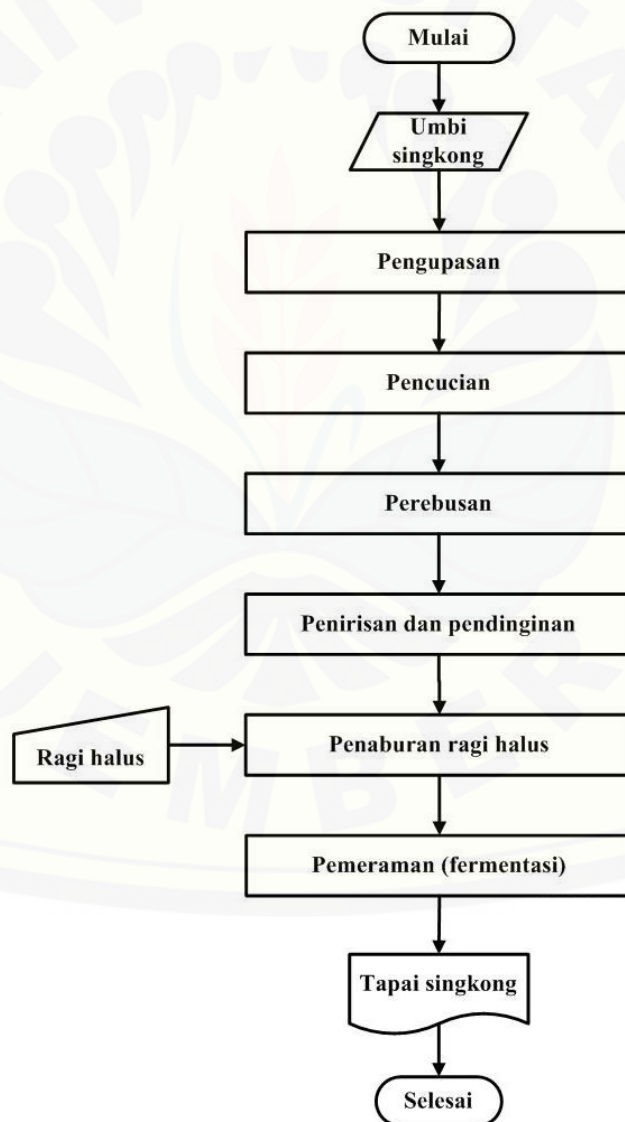 Mulai
Umbi
singkong
Pengupasan
Pencucian
Perebusan
Penirisan dan pendinginan
Ragi halus
Penaburan ragi halus
Pemeraman (fermentasi)
Tapai singkong
Selesai
JEMBER